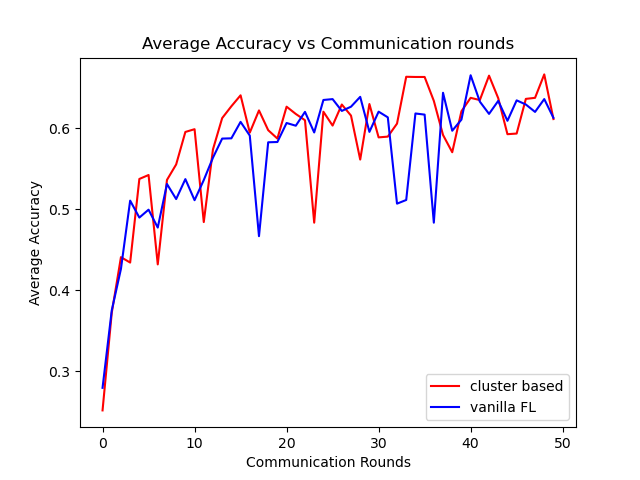 Average Accuracy vs Communication rounds
Average Accuracy
0.6
0.5
0.4
0.3
0
10
20
30
40
50
Communication Rounds
cluster based
vanilla FL